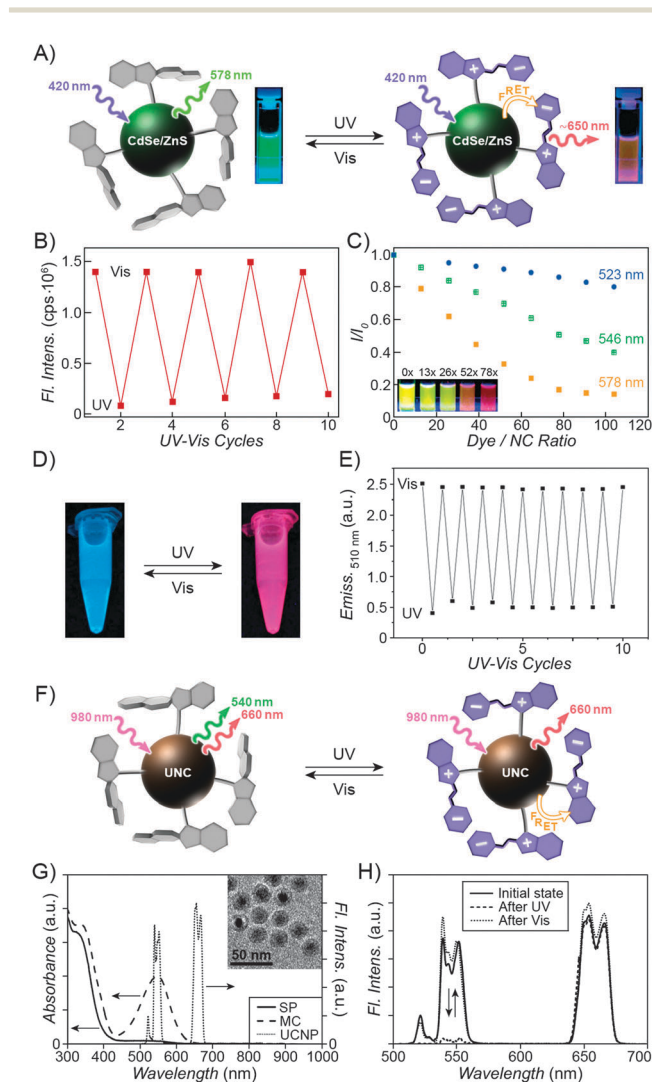 A)
578 nm
420 nm
CdSe/ZnS
UV
Vis
420 nm
FRET
CdSe/ZnS
~650 nm
+
−
+
−
+
−
+
−
B)
Fl. Intens. (cps·10⁶)
1.5
1.0
0.5
0
Vis
UV
2 4 6 8 10
UV-Vis Cycles
C)
I/I₀
1.0
0.8
0.6
0.4
0.2
0
523 nm
546 nm
578 nm
0x 13x 26x 52x 78x
0 20 40 60 80 100 120
Dye / NC Ratio
D)
UV
Vis
E)
Emiss. 510 nm (a.u.)
2.5
2.0
1.5
1.0
0.5
0
Vis
UV
0 5 10
UV-Vis Cycles
F)
980 nm
540 nm
660 nm
UNC
UV
Vis
980 nm
660 nm
UNC
FRET
+
−
+
−
+
−
+
−
G)
Absorbance (a.u.)
Fl. Intens. (a.u.)
50 nm
SP
MC
UCNP
0
0
300 400 500 600 700 800 900 1000
Wavelength (nm)
H)
Fl. Intens. (a.u.)
Initial state
After UV
After Vis
0
500 550 600 650 700
Wavelength (nm)